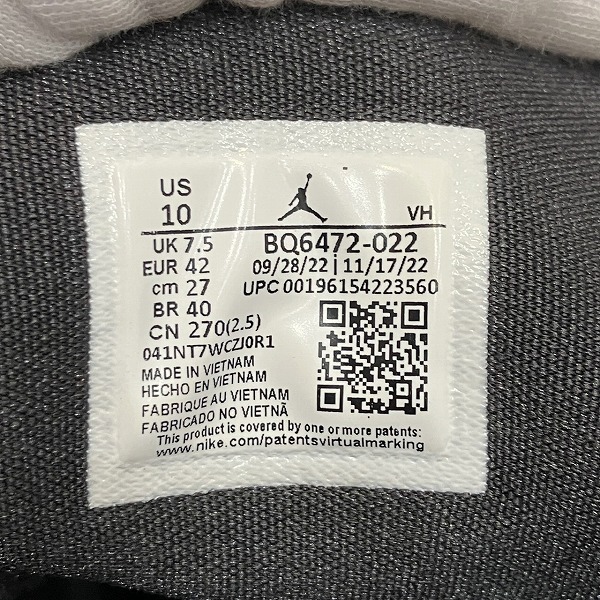 US
10
VH
UK 7.5
EUR 42
cm 27
BR 40
CN 270(2.5)
BQ6472-022
09/28/22 | 11/17/22
UPC 00196154223560
041NT7WCZJ0R1
MADE IN VIETNAM
HECHO EN VIETNAM
FABRIQUE AU VIETNAM
FABRICADO NO VIETNÃ
This product is covered by one or more patents:
www.nike.com/patentsvirtualmarking